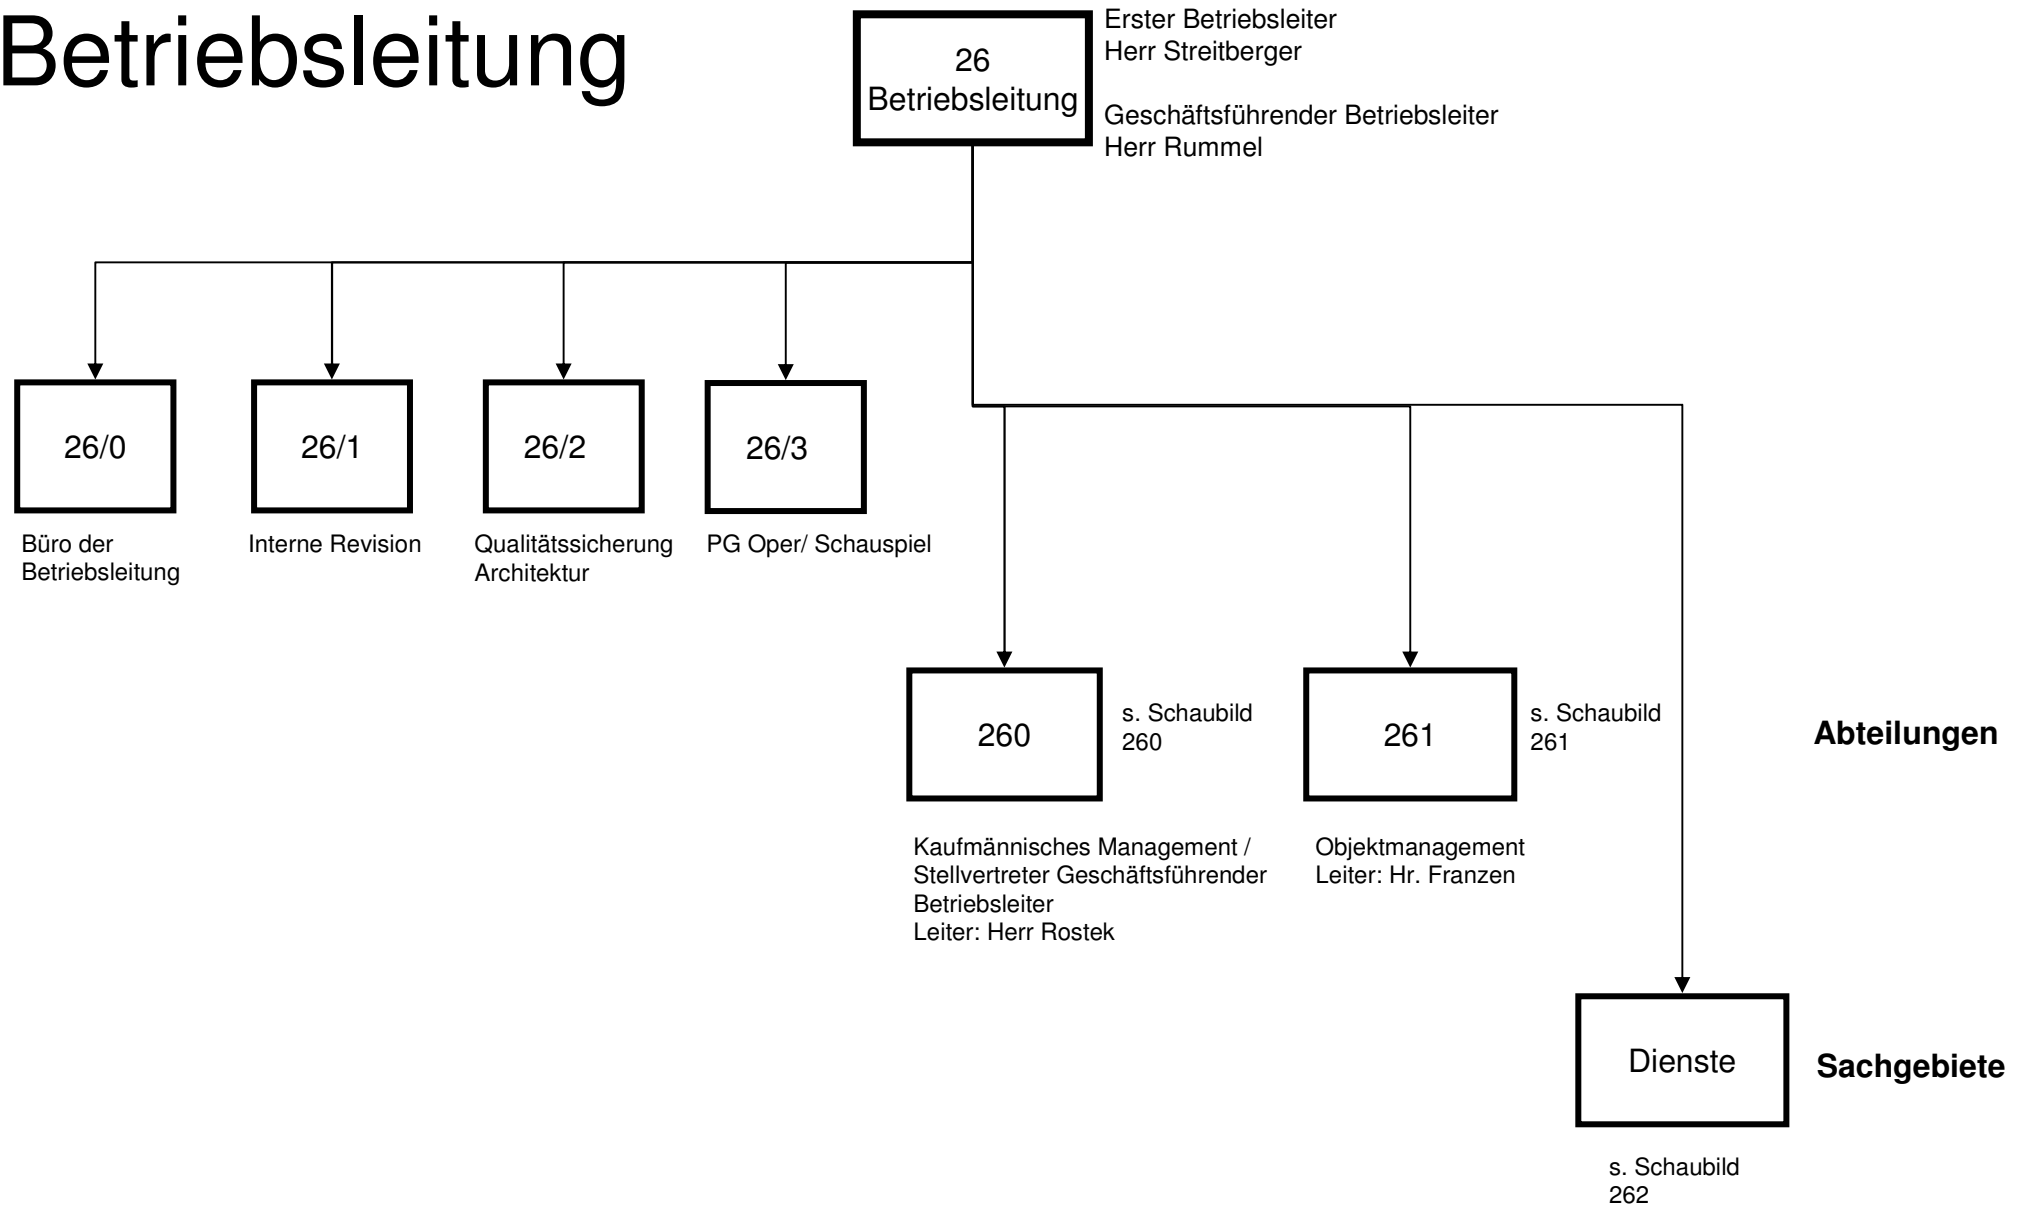 Betriebsleitung
26
Betriebsleitung
Erster Betriebsleiter
Herr Streitberger
Geschäftsführender Betriebsleiter
Herr Rummel
26/0
26/1
26/2
26/3
Büro der
Betriebsleitung
Interne Revision
Qualitätssicherung
Architektur
PG Oper/ Schauspiel
260
s. Schaubild
260
261
s. Schaubild
261
Abteilungen
Kaufmännisches Management /
Stellvertreter Geschäftsführender
Betriebsleiter
Leiter: Herr Rostek
Objektmanagement
Leiter: Hr. Franzen
Dienste
Sachgebiete
s. Schaubild
262